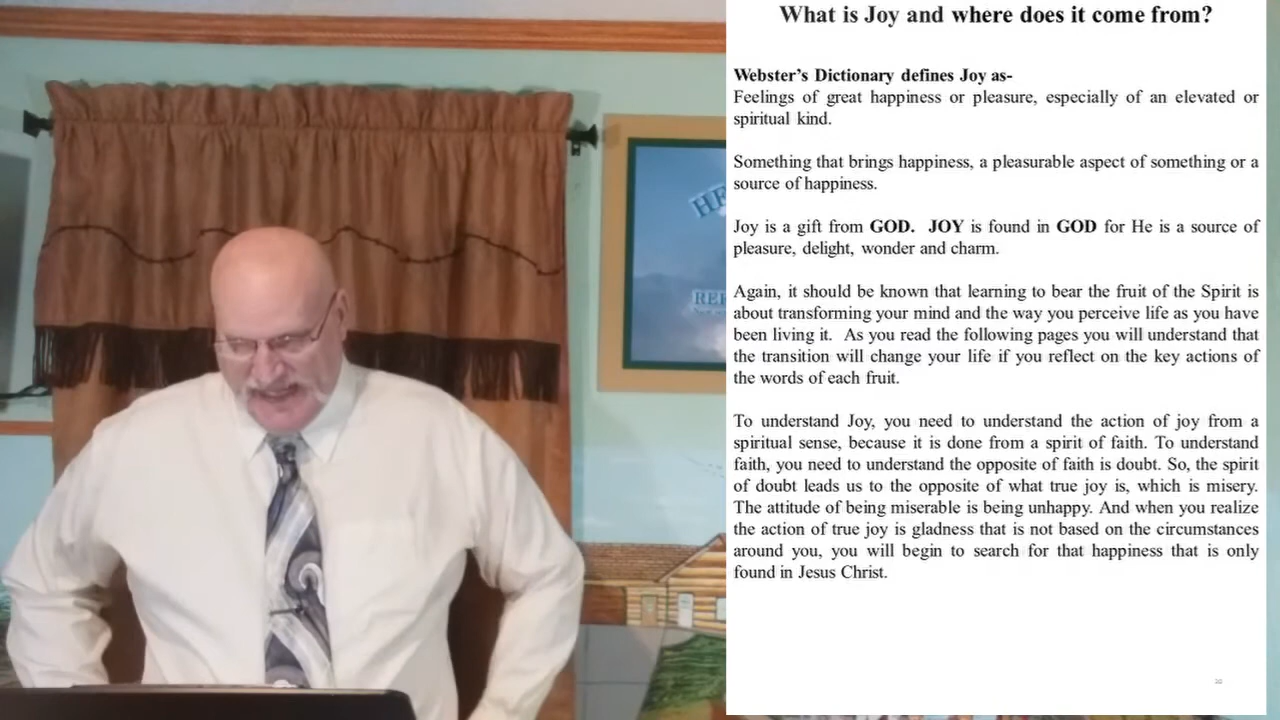 What is Joy and where does it come from?
Webster's Dictionary defines Joy as-
Feelings of great happiness or pleasure, especially of an elevated or
spiritual kind.
Something that brings happiness, a pleasurable aspect of something or a
source of happiness.
Joy is a gift from GOD. JOY is found in GOD for He is a source of
pleasure, delight, wonder and charm.
Again, it should be known that learning to bear the fruit of the Spirit is
about transforming your mind and the way you perceive life as you have
been living it. As you read the following pages you will understand that
the transition will change your life if you reflect on the key actions of
the words of each fruit.
To understand Joy, you need to understand the action of joy from a
spiritual sense, because it is done from a spirit of faith. To understand
faith, you need to understand the opposite of faith is doubt. So, the spirit
of doubt leads us to the opposite of what true joy is, which is misery.
The attitude of being miserable is being unhappy. And when you realize
the action of true joy is gladness that is not based on the circumstances
around you, you will begin to search for that happiness that is only
found in Jesus Christ.